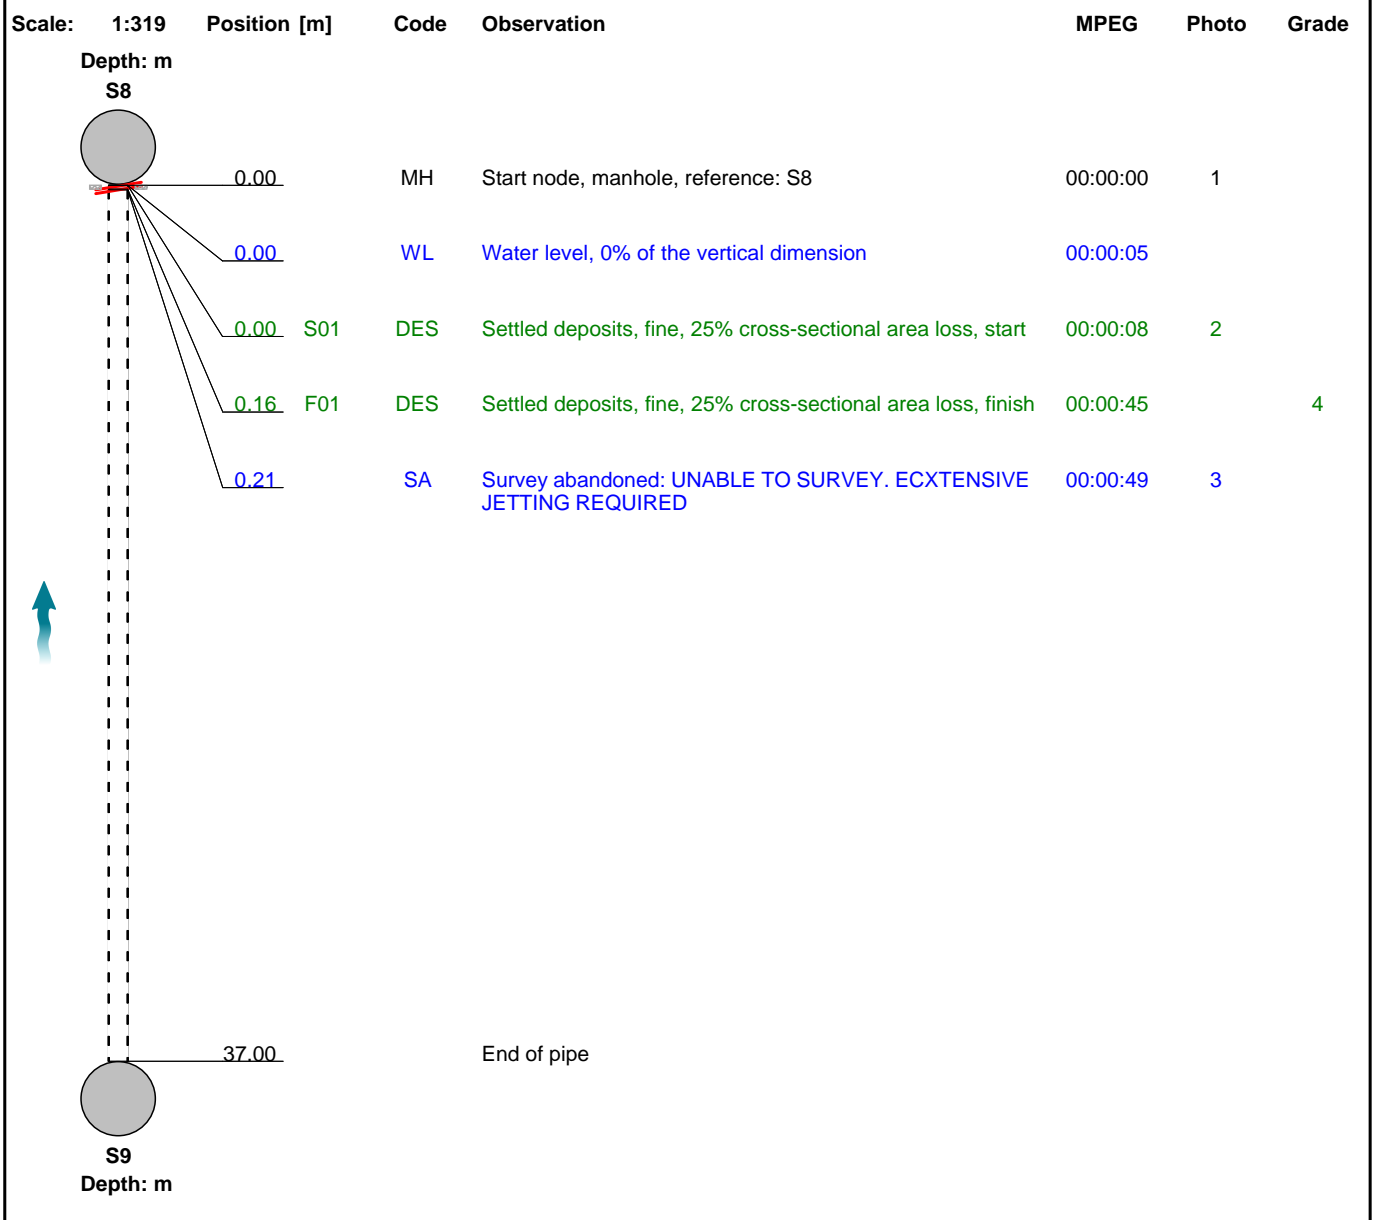 Scale: 1:319 Position [m] Code Observation MPEG Photo Grade
Depth: m
S8
0.00 MH Start node, manhole, reference: S8 00:00:00 1
0.00 WL Water level, 0% of the vertical dimension 00:00:05
0.00 S01 DES Settled deposits, fine, 25% cross-sectional area loss, start 00:00:08 2
0.16 F01 DES Settled deposits, fine, 25% cross-sectional area loss, finish 00:00:45 4
0.21 SA Survey abandoned: UNABLE TO SURVEY. ECXTENSIVE 00:00:49 3
JETTING REQUIRED
37.00 End of pipe
S9
Depth: m